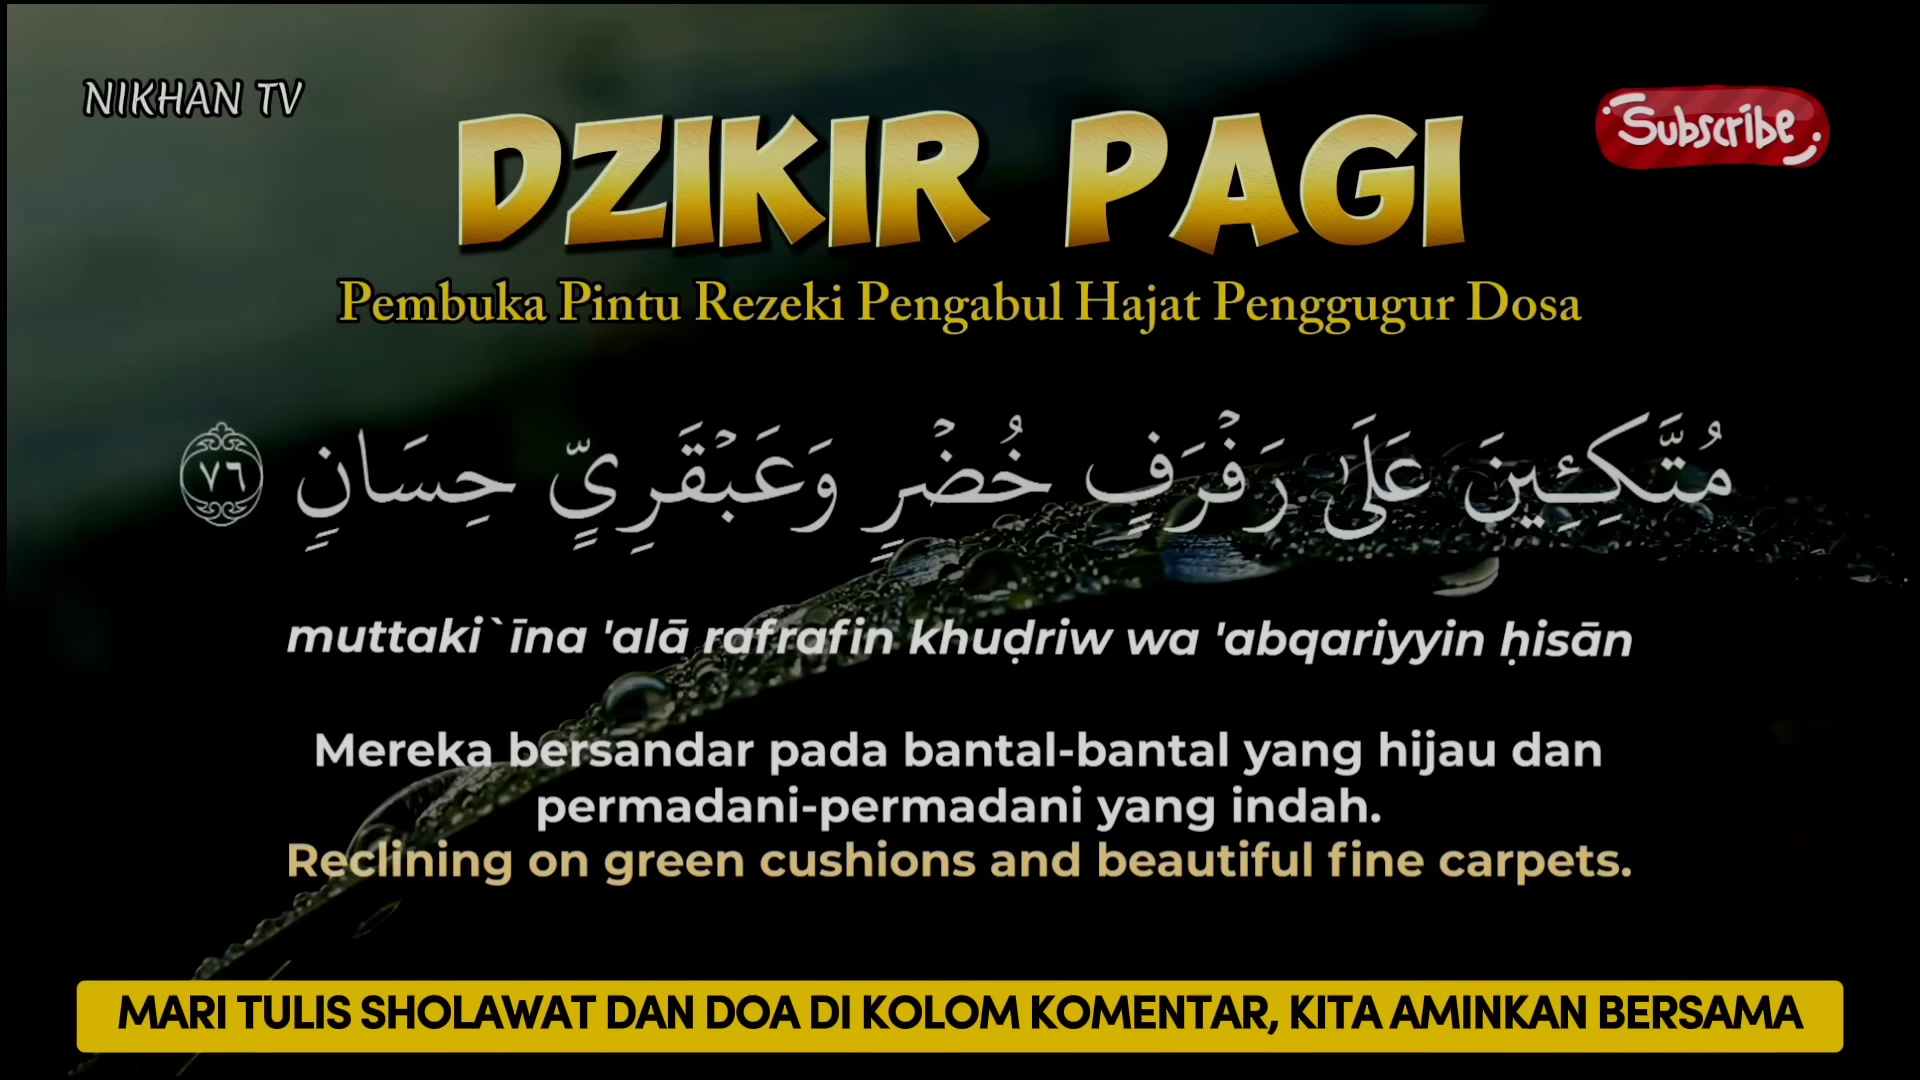 NIKHAN TV
Subscribe
DZIKIR PAGI
Pembuka Pintu Rezeki Pengabul Hajat Penggugur Dosa
مُتَّكِـِٔينَ عَلَىٰ رَفْرَفٍ خُضْرٍ وَعَبْقَرِيٍّ حِسَانٍ ٧٦
muttaki`īna 'alā rafrafin khuḍriw wa 'abqariyyin ḥisān
Mereka bersandar pada bantal-bantal yang hijau dan
permadani-permadani yang indah.
Reclining on green cushions and beautiful fine carpets.
MARI TULIS SHOLAWAT DAN DOA DI KOLOM KOMENTAR, KITA AMINKAN BERSAMA